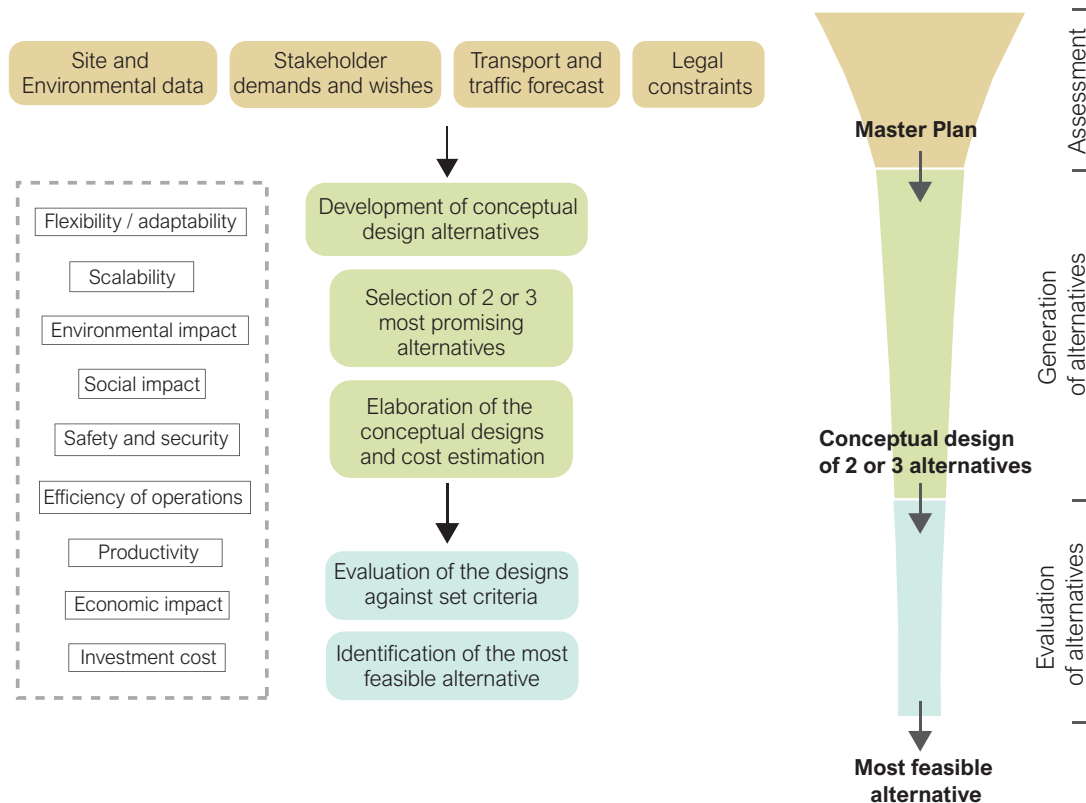 Site and
Environmental data
Stakeholder
demands and wishes
Transport and
traffic forecast
Legal
constraints
Flexibility / adaptability
Scalability
Environmental impact
Social impact
Safety and security
Efficiency of operations
Productivity
Economic impact
Investment cost
Development of conceptual
design alternatives
Selection of 2 or 3
most promising
alternatives
Elaboration of the
conceptual designs
and cost estimation
Evaluation of the designs
against set criteria
Identification of the most
feasible alternative
Master Plan
Conceptual design
of 2 or 3 alternatives
Most feasible
alternative
Assessment
Generation
of alternatives
Evaluation
of alternatives